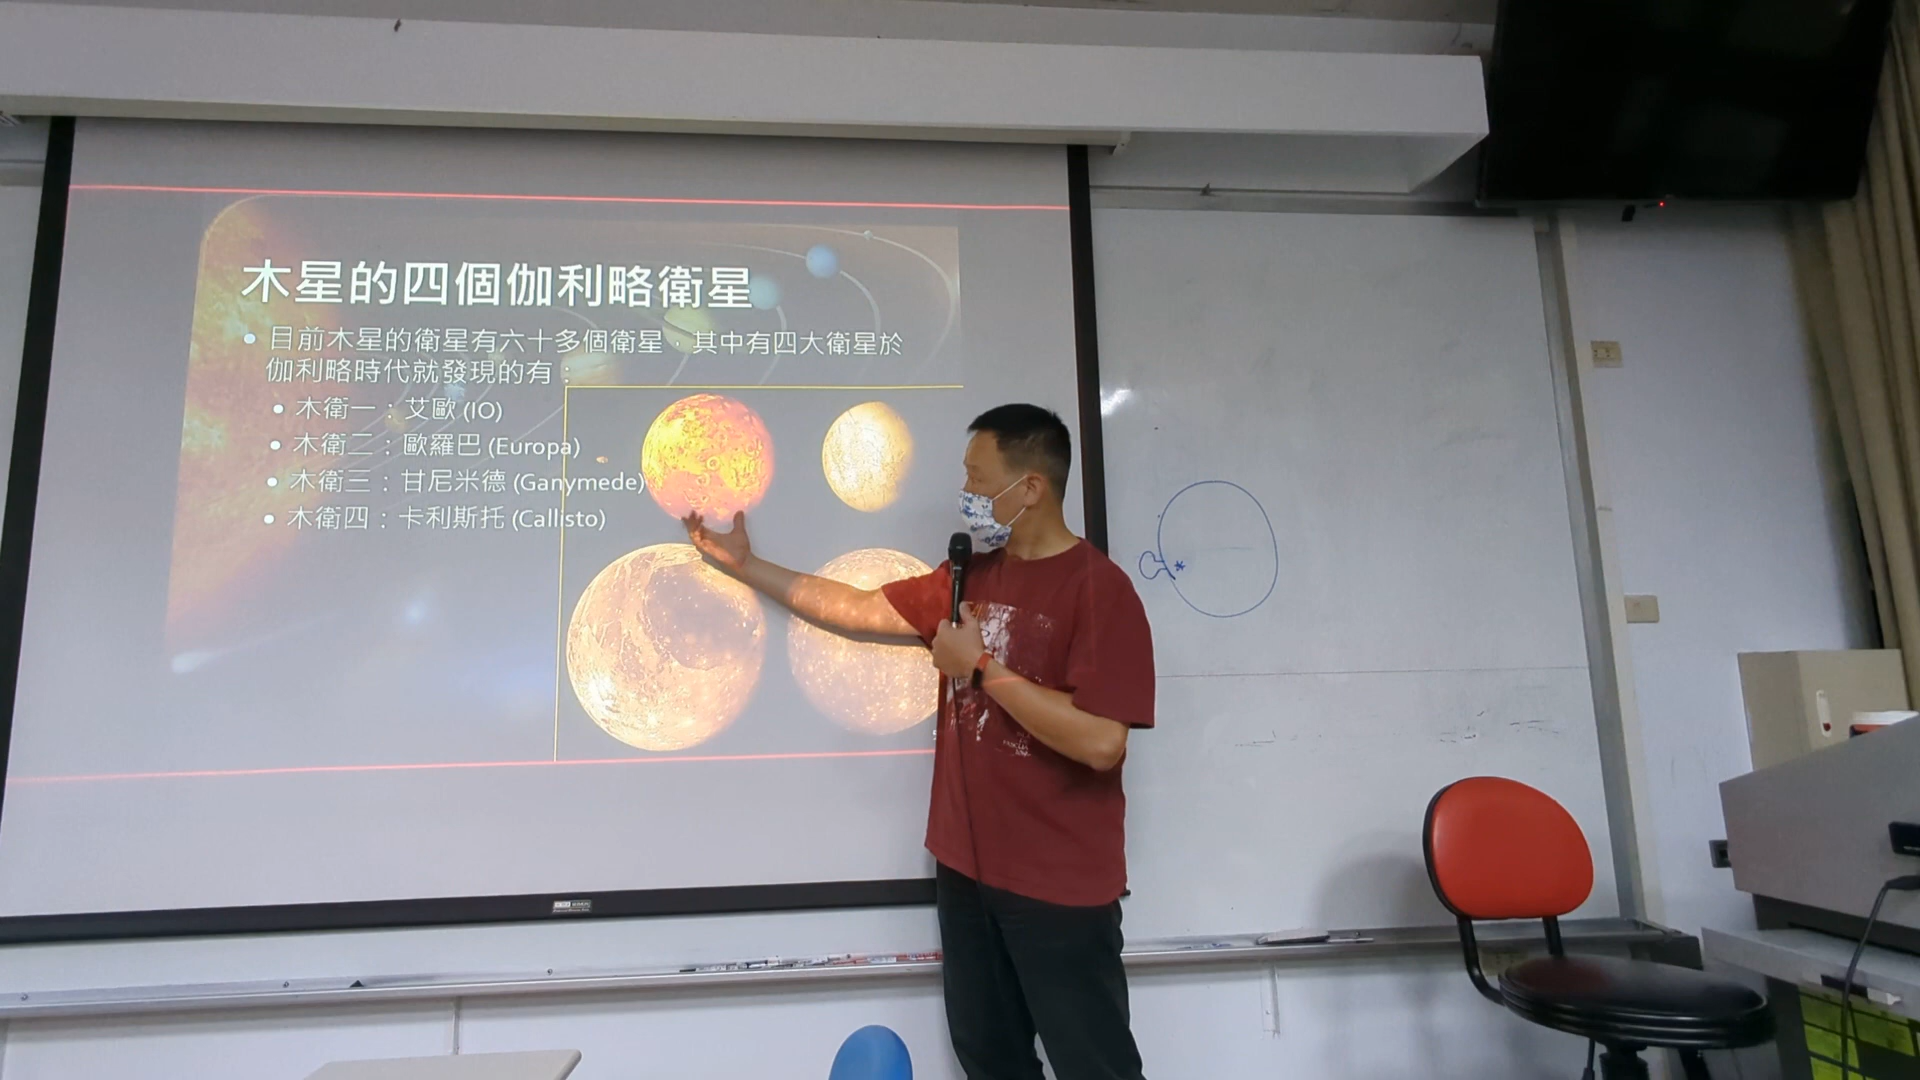 木星的四個伽利略衛星
• 目前木星的衛星有六十多個衛星，其中有四大衛星於
伽利略時代就發現的有：
• 木衛一：艾歐 (IO)
• 木衛二：歐羅巴 (Europa)
• 木衛三：甘尼米德 (Ganymede)
• 木衛四：卡利斯托 (Callisto)